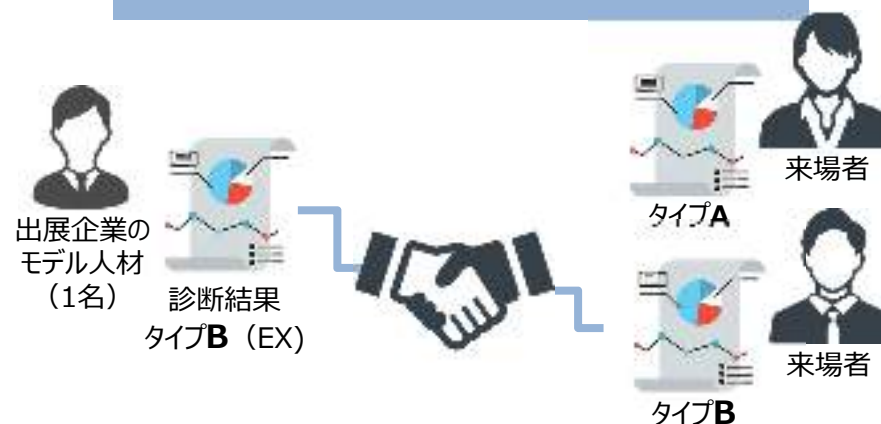 出展企業の
モデル人材
（1名）
診断結果
タイプB（EX)
来場者
タイプA
来場者
タイプB